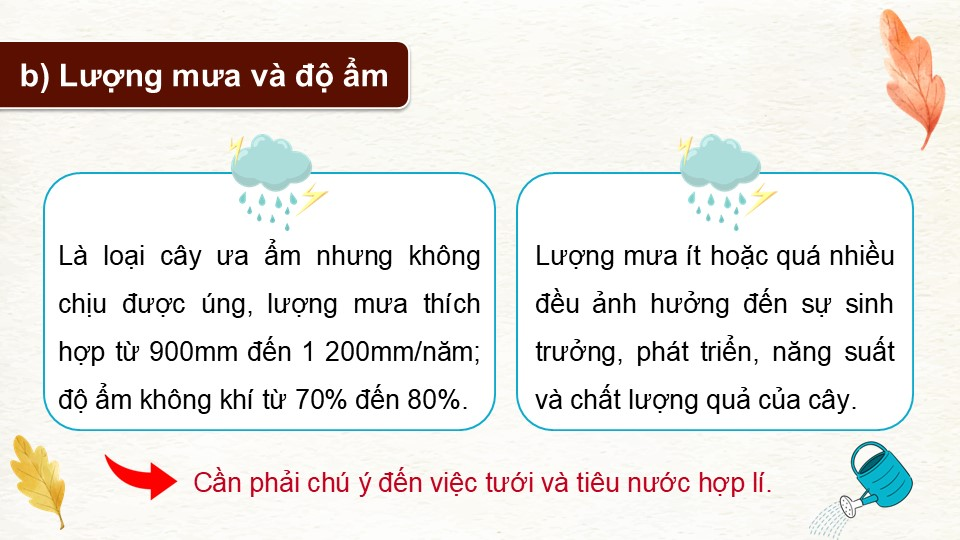 b) Lượng mưa và độ ẩm
Là loại cây ưa ẩm nhưng không
chịu được úng, lượng mưa thích
hợp từ 900mm đến 1 200mm/năm;
độ ẩm không khí từ 70% đến 80%.
Lượng mưa ít hoặc quá nhiều
đều ảnh hưởng đến sự sinh
trưởng, phát triển, năng suất
và chất lượng quả của cây.
Cần phải chú ý đến việc tưới và tiêu nước hợp lí.